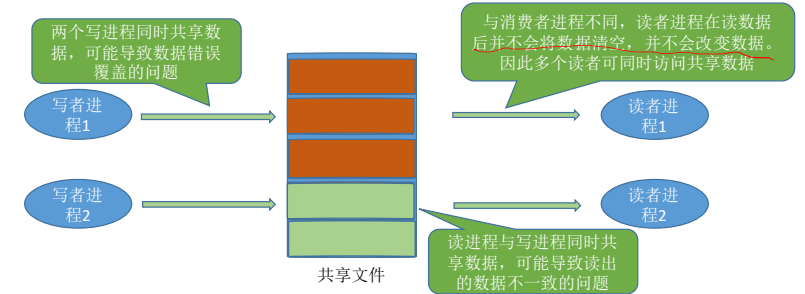 两个写进程同时共享数
据，可能导致数据错误
覆盖的问题
与消费者进程不同，读者进程在读数据
后并不会将数据清空，并不会改变数据。
因此多个读者可同时访问共享数据
写者进
程1
读者进
程1
写者进
程2
读者进
程2
读进程与写进程同时共
享数据，可能导致读出
的数据不一致的问题
共享文件